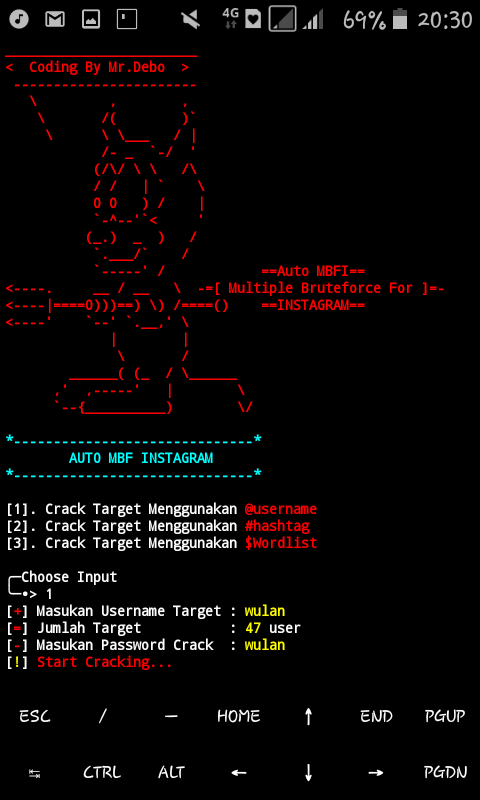 4G 69% 20:30
< Coding By Mr.Debo >
==Auto MBFI==
-=[ Multiple Bruteforce For ]=-
==INSTAGRAM==
*------------------------------*
AUTO MBF INSTAGRAM
*------------------------------*
[1]. Crack Target Menggunakan @username
[2]. Crack Target Menggunakan #hashtag
[3]. Crack Target Menggunakan $Wordlist
╭─Choose Input
╰─•> 1
[+] Masukan Username Target : wulan
[=] Jumlah Target : 47 user
[-] Masukan Password Crack : wulan
[!] Start Cracking...
ESC / — HOME ↑ END PGUP
↹ CTRL ALT ← ↓ → PGDN